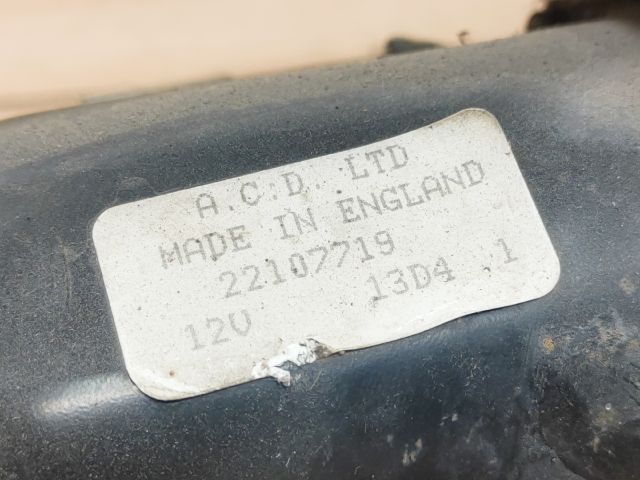 A.C.D. LTD
MADE IN ENGLAND
22107719
12V 13D4 1